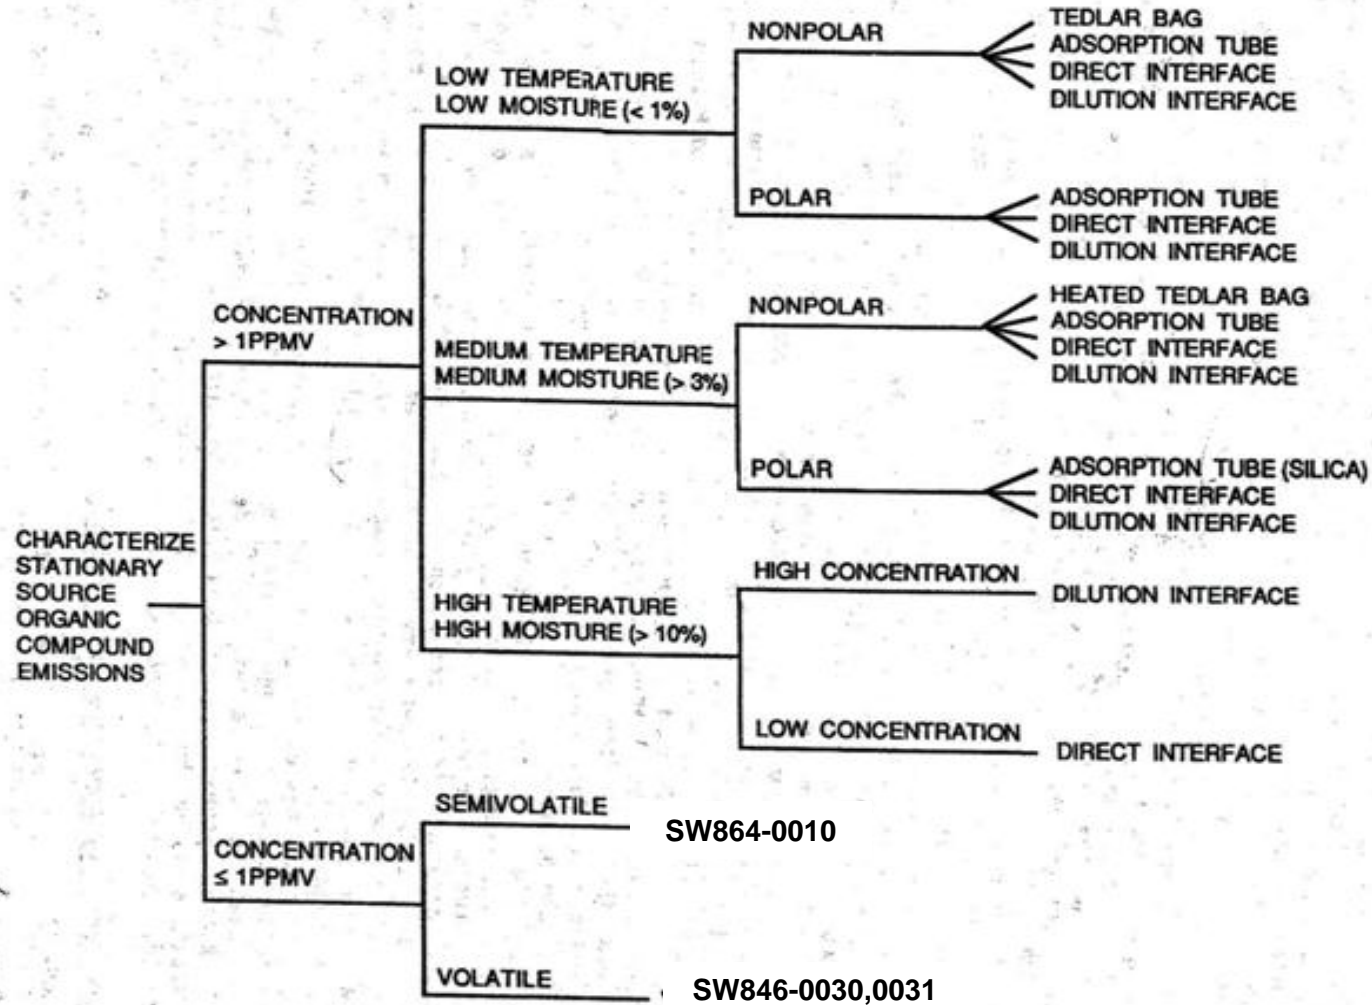 NONPOLAR
TEDLAR BAG
ADSORPTION TUBE
DIRECT INTERFACE
DILUTION INTERFACE
LOW TEMPERATURE
LOW MOISTURE (< 1%)
POLAR
ADSORPTION TUBE
DIRECT INTERFACE
DILUTION INTERFACE
CONCENTRATION
> 1PPMV
NONPOLAR
HEATED TEDLAR BAG
ADSORPTION TUBE
DIRECT INTERFACE
DILUTION INTERFACE
MEDIUM TEMPERATURE
MEDIUM MOISTURE (> 3%)
POLAR
ADSORPTION TUBE (SILICA)
DIRECT INTERFACE
DILUTION INTERFACE
CHARACTERIZE
STATIONARY
SOURCE
ORGANIC
COMPOUND
EMISSIONS
HIGH TEMPERATURE
HIGH MOISTURE (> 10%)
HIGH CONCENTRATION
DILUTION INTERFACE
LOW CONCENTRATION
DIRECT INTERFACE
CONCENTRATION
≤ 1PPMV
SEMIVOLATILE
SW864-0010
VOLATILE
SW846-0030,0031